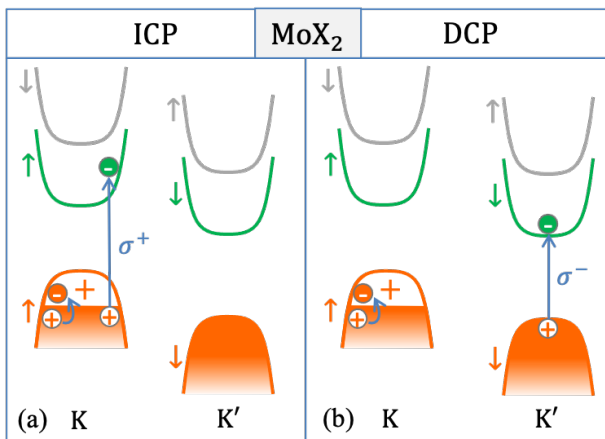 ICP MoX₂ DCP
↓ ↑ ↓ ↑
↑ ↓ ↑ ↓
- -
σ⁺ σ⁻
- + - +
↑ + + ↑ + +
↓ ↓
(a) K K′ (b) K K′